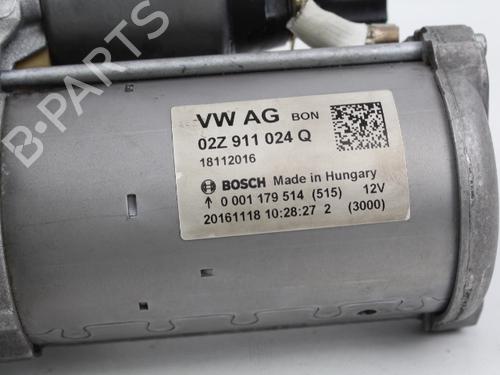 VW AG BON
02Z 911 024 Q
18112016
BOSCH Made in Hungary
↑ 0 001 179 514 (515) 12V
20161118 10:28:27 2 (3000)
B-PARTS